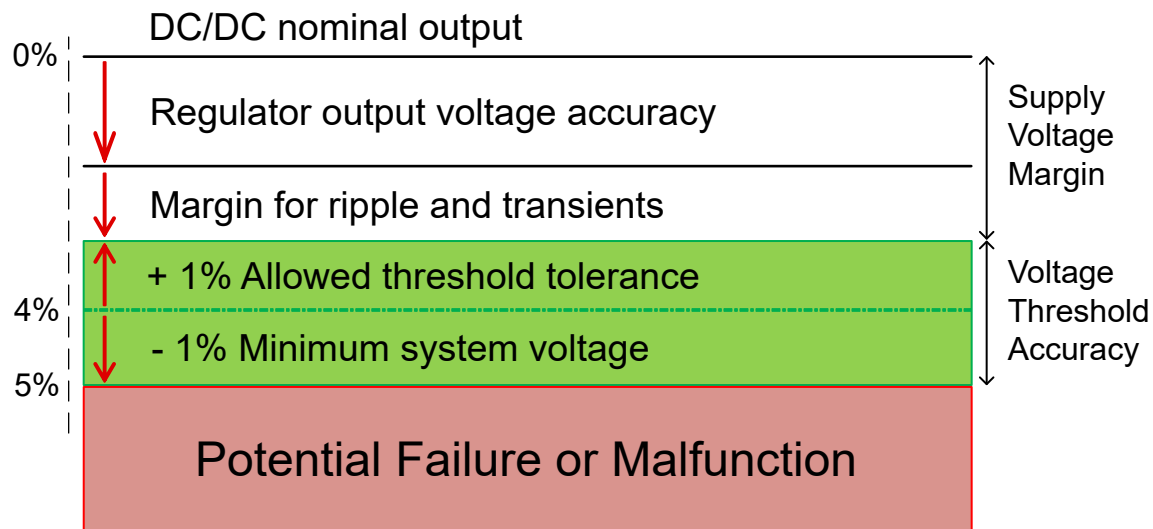 DC/DC nominal output
0%
Regulator output voltage accuracy
Supply
Voltage
Margin
Margin for ripple and transients
+ 1% Allowed threshold tolerance
4%
- 1% Minimum system voltage
Voltage
Threshold
Accuracy
5%
Potential Failure or Malfunction